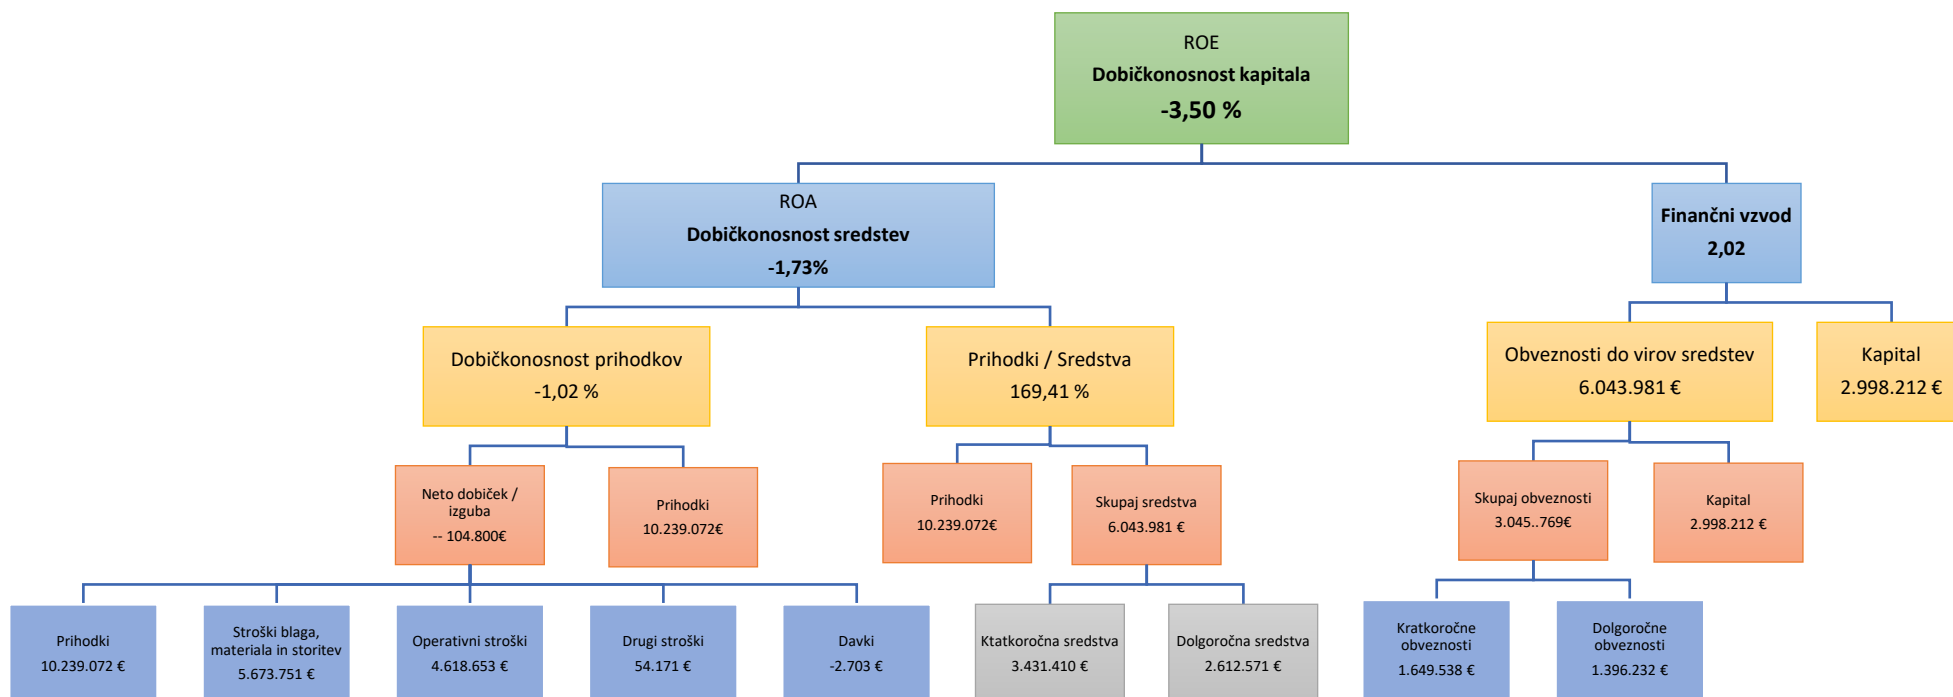 ROE
Dobičkonosnost kapitala
-3,50 %
ROA
Dobičkonosnost sredstev
-1,73%
Finančni vzvod
2,02
Dobičkonosnost prihodkov
-1,02 %
Prihodki / Sredstva
169,41 %
Obveznosti do virov sredstev
6.043.981 €
Kapital
2.998.212 €
Neto dobiček /
izguba
-- 104.800€
Prihodki
10.239.072€
Prihodki
10.239.072€
Skupaj sredstva
6.043.981 €
Skupaj obveznosti
3.045..769€
Kapital
2.998.212 €
Prihodki
10.239.072 €
Stroški blaga,
materiala in storitev
5.673.751 €
Operativni stroški
4.618.653 €
Drugi stroški
54.171 €
Davki
-2.703 €
Ktatkoročna sredstva
3.431.410 €
Dolgoročna sredstva
2.612.571 €
Kratkoročne
obveznosti
1.649.538 €
Dolgoročne
obveznosti
1.396.232 €